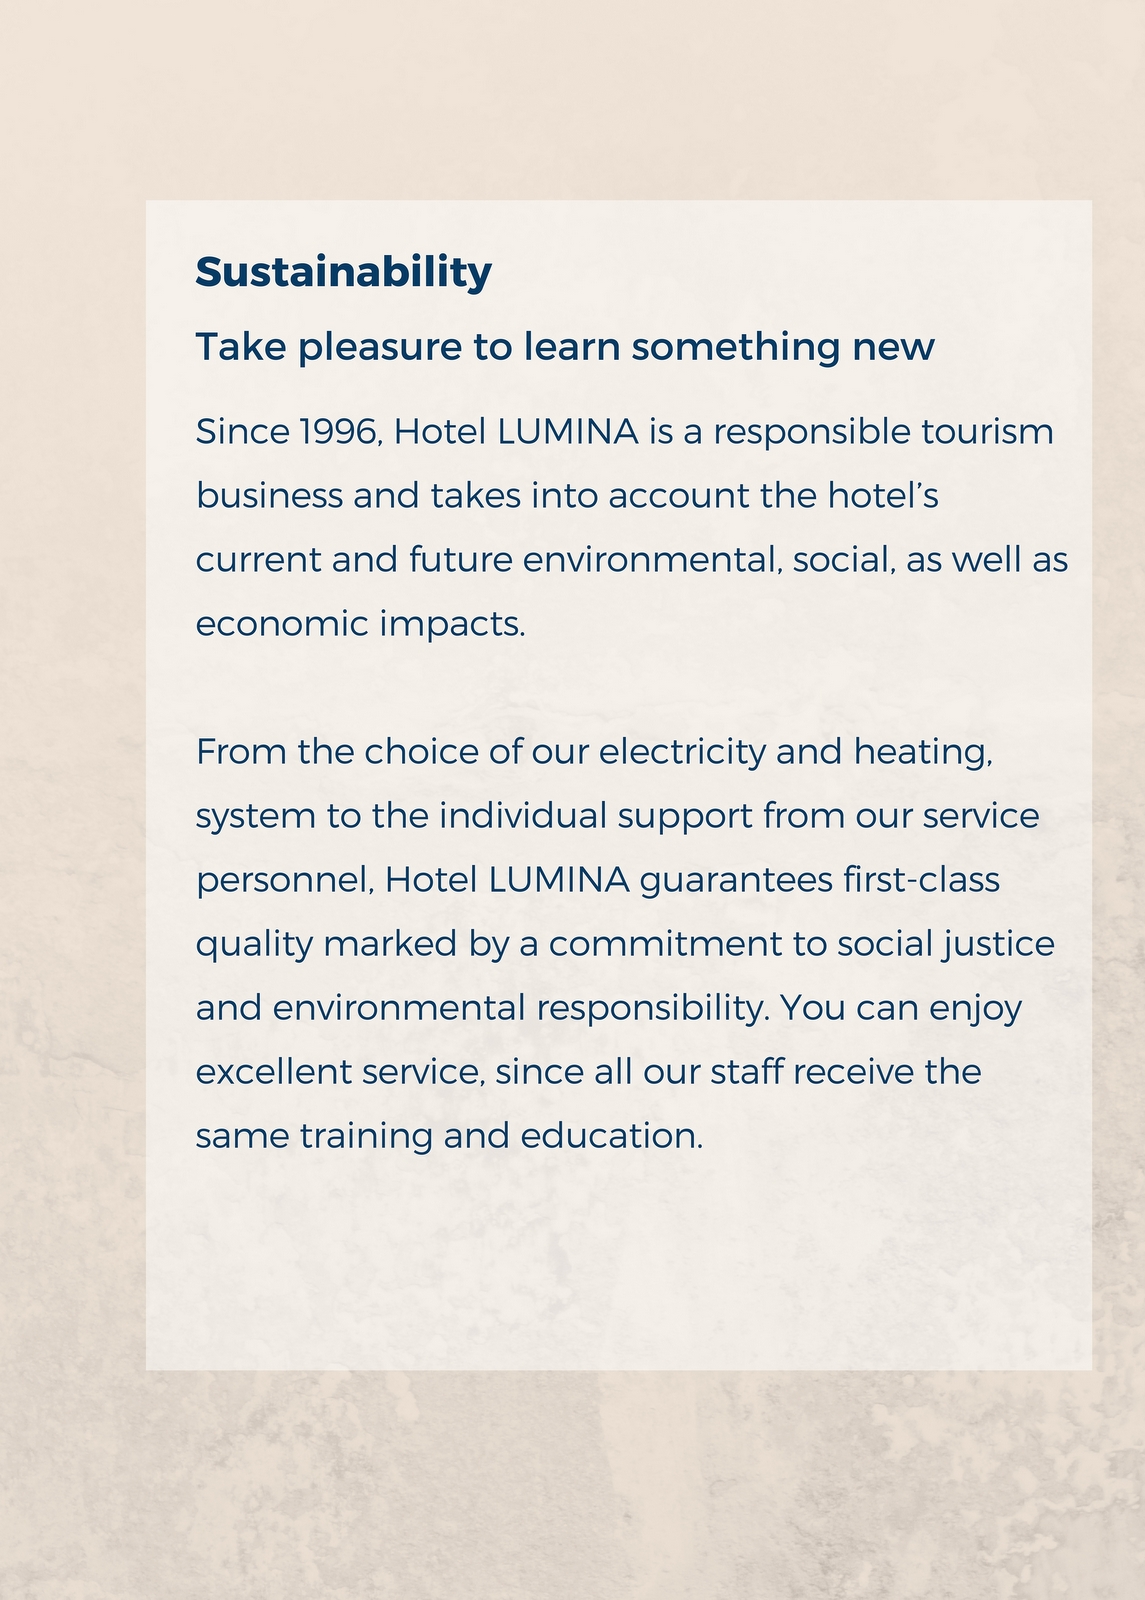 Sustainability
Take pleasure to learn something new
Since 1996, Hotel LUMINA is a responsible tourism
business and takes into account the hotel’s
current and future environmental, social, as well as
economic impacts.
From the choice of our electricity and heating,
system to the individual support from our service
personnel, Hotel LUMINA guarantees first-class
quality marked by a commitment to social justice
and environmental responsibility. You can enjoy
excellent service, since all our staff receive the
same training and education.